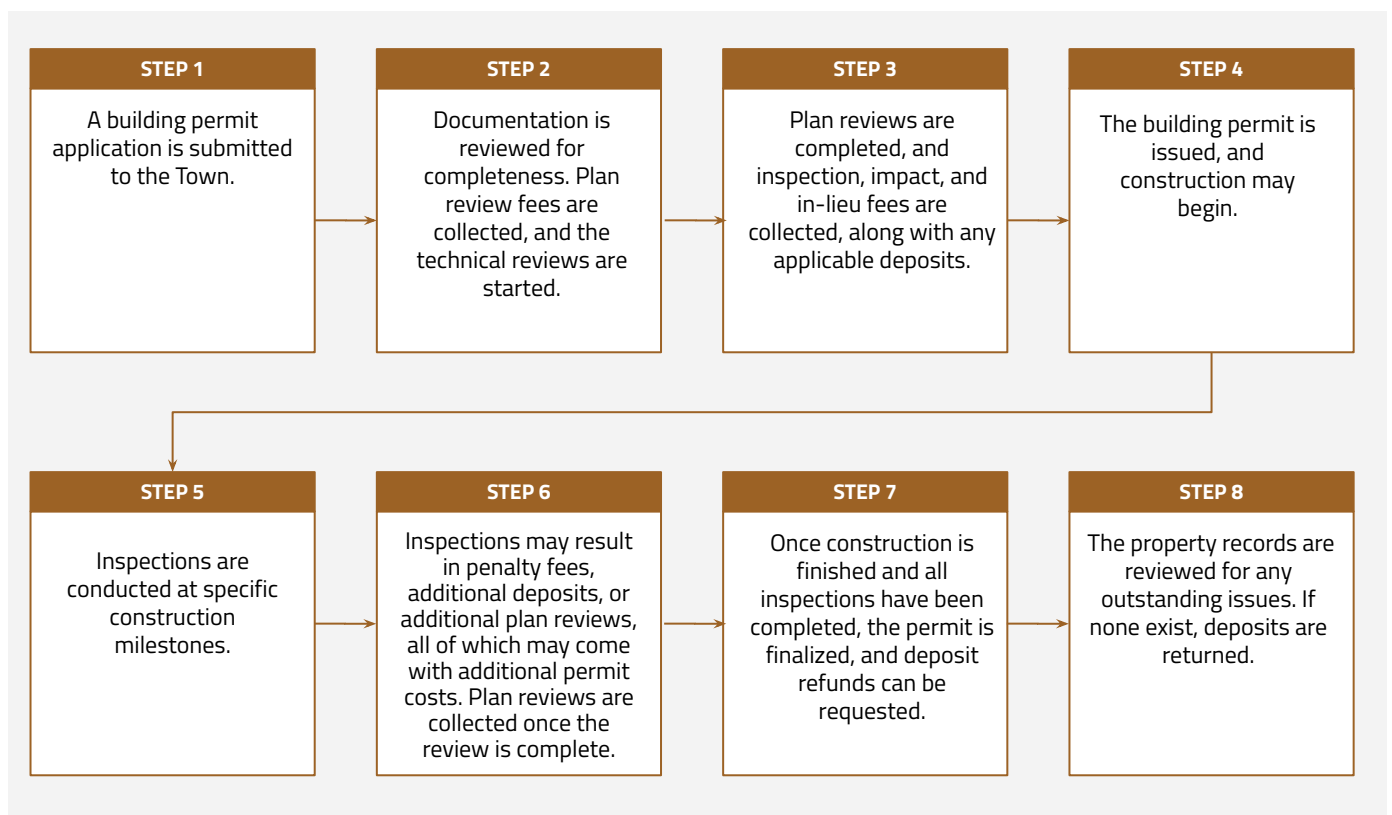 STEP 1
A building permit
application is submitted
to the Town.
STEP 2
Documentation is
reviewed for
completeness. Plan
review fees are
collected, and the
technical reviews are
started.
STEP 3
Plan reviews are
completed, and
inspection, impact, and
in-lieu fees are
collected, along with any
applicable deposits.
STEP 4
The building permit is
issued, and
construction may
begin.
STEP 5
Inspections are
conducted at specific
construction
milestones.
STEP 6
Inspections may result
in penalty fees,
additional deposits, or
additional plan reviews,
all of which may come
with additional permit
costs. Plan reviews are
collected once the
review is complete.
STEP 7
Once construction is
finished and all
inspections have been
completed, the permit is
finalized, and deposit
refunds can be
requested.
STEP 8
The property records are
reviewed for any
outstanding issues. If
none exist, deposits are
returned.